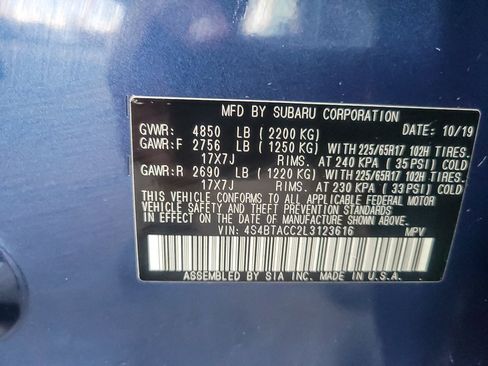 MFD BY SUBARU CORPORATION
GVWR: 4850 LB (2200 KG) DATE: 10/19
GAWR:F 2756 LB (1250 KG) WITH 225/65R17 102H TIRES.
17X7J RIMS. AT 240 KPA (35 PSI) COLD
GAWR:R 2690 LB (1220 KG) WITH 225/65R17 102H TIRES.
17X7J RIMS. AT 230 KPA (33 PSI) COLD
THIS VEHICLE CONFORMS TO ALL APPLICABLE FEDERAL MOTOR
VEHICLE SAFETY, BUMPER, AND THEFT PREVENTION STANDARDS
IN EFFECT ON THE DATE OF MANUFACTURE SHOWN ABOVE.
VIN: 4S4BTACC2L3123616 MPV
ASSEMBLED BY SIA INC. MADE IN U.S.A.